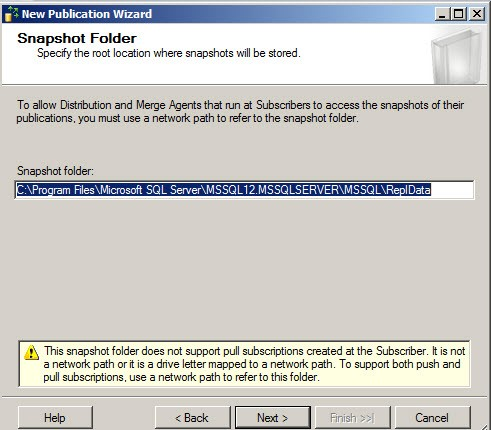 New Publication Wizard
Snapshot Folder
Specify the root location where snapshots will be stored.
To allow Distribution and Merge Agents that run at Subscribers to access the snapshots of their
publications, you must use a network path to refer to the snapshot folder.
Snapshot folder:
C:\Program Files\Microsoft SQL Server\MSSQL12.MSSQLSERVER\MSSQL\ReplData
This snapshot folder does not support pull subscriptions created at the Subscriber. It is not
a network path or it is a drive letter mapped to a network path. To support both push and
pull subscriptions, use a network path to refer to this folder.
Help
< Back
Next >
Finish >>|
Cancel